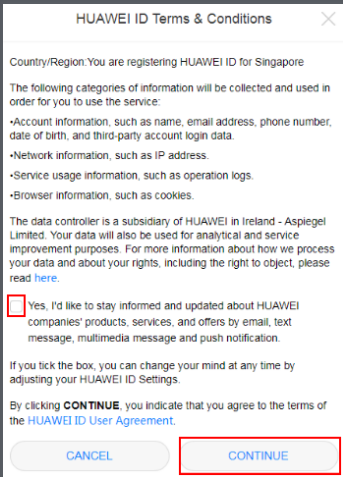 HUAWEI ID Terms & Conditions
Country/Region:You are registering HUAWEI ID for Singapore
The following categories of information will be collected and used in
order for you to use the service:
•Account information, such as name, email address, phone number,
date of birth, and third-party account login data.
•Network information, such as IP address.
•Service usage information, such as operation logs.
•Browser information, such as cookies.
The data controller is a subsidiary of HUAWEI in Ireland - Aspiegel
Limited. Your data will also be used for analytical and service
improvement purposes. For more information about how we process
your data and about your rights, including the right to object, please
read here.
Yes, I'd like to stay informed and updated about HUAWEI
companies' products, services, and offers by email, text
message, multimedia message and push notification.
If you tick the box, you can change your mind at any time by
adjusting your HUAWEI ID Settings.
By clicking CONTINUE, you indicate that you agree to the terms of
the HUAWEI ID User Agreement.
CANCEL
CONTINUE